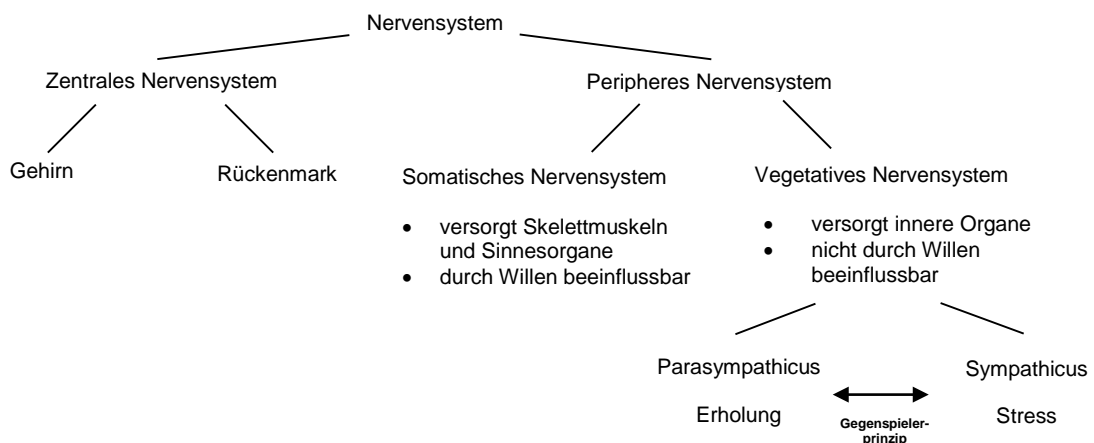 Nervensystem
Zentrales Nervensystem
Peripheres Nervensystem
Gehirn
Rückenmark
Somatisches Nervensystem
• versorgt Skelettmuskeln
und Sinnesorgane
• durch Willen beeinflussbar
Vegetatives Nervensystem
• versorgt innere Organe
• nicht durch Willen
beeinflussbar
Parasympathicus
Sympathicus
Erholung
Gegenspieler-
prinzip
Stress